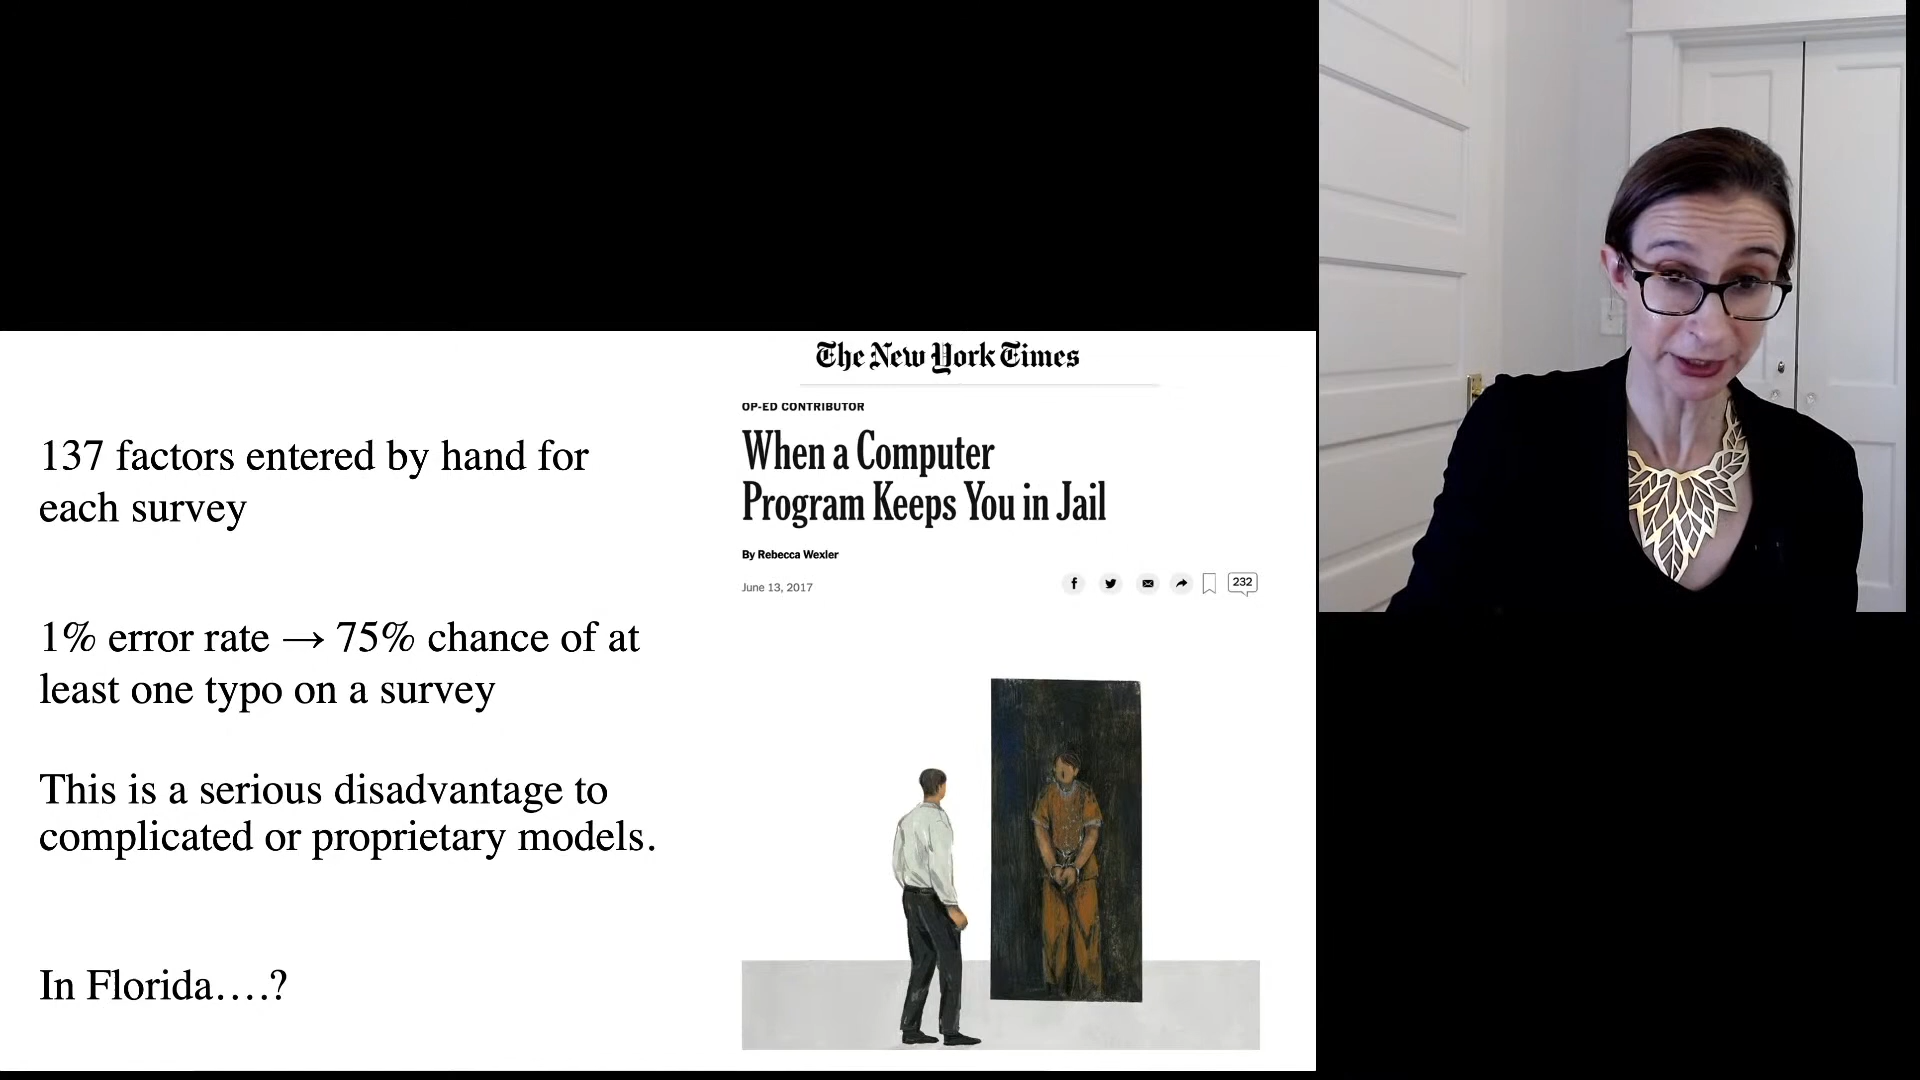 137 factors entered by hand for
each survey
1% error rate → 75% chance of at
least one typo on a survey
This is a serious disadvantage to
complicated or proprietary models.
In Florida….?
The New York Times
OP-ED CONTRIBUTOR
When a Computer
Program Keeps You in Jail
By Rebecca Wexler
June 13, 2017
232